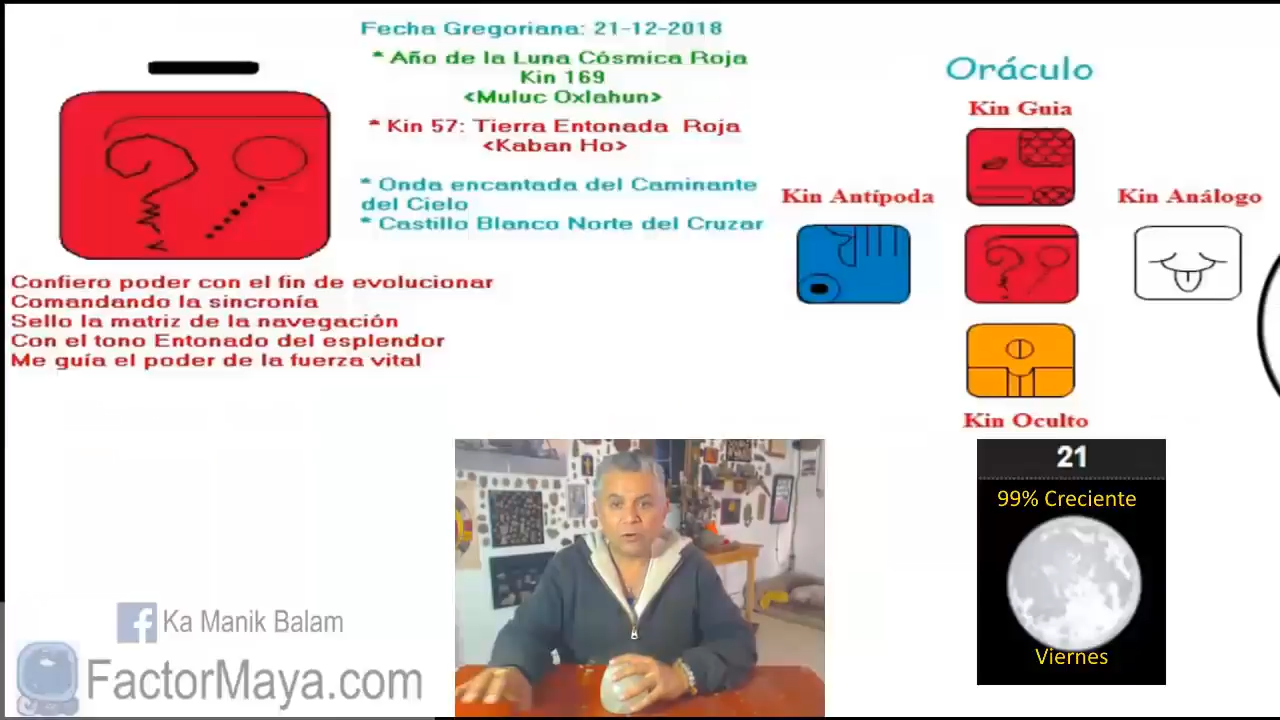 Fecha Gregoriana: 21-12-2018
* Año de la Luna Cósmica Roja
Kin 169
<Muluc Oxlahun>
* Kin 57: Tierra Entonada Roja
<Kaban Ho>
* Onda encantada del Caminante
del Cielo
* Castillo Blanco Norte del Cruzar
Confiero poder con el fin de evolucionar
Comandando la sincronía
Sello la matriz de la navegación
Con el tono Entonado del esplendor
Me guía el poder de la fuerza vital
Oráculo
Kin Guia
Kin Antípoda
Kin Análogo
Kin Oculto
21
99% Creciente
Viernes
Ka Manik Balam
FactorMaya.com